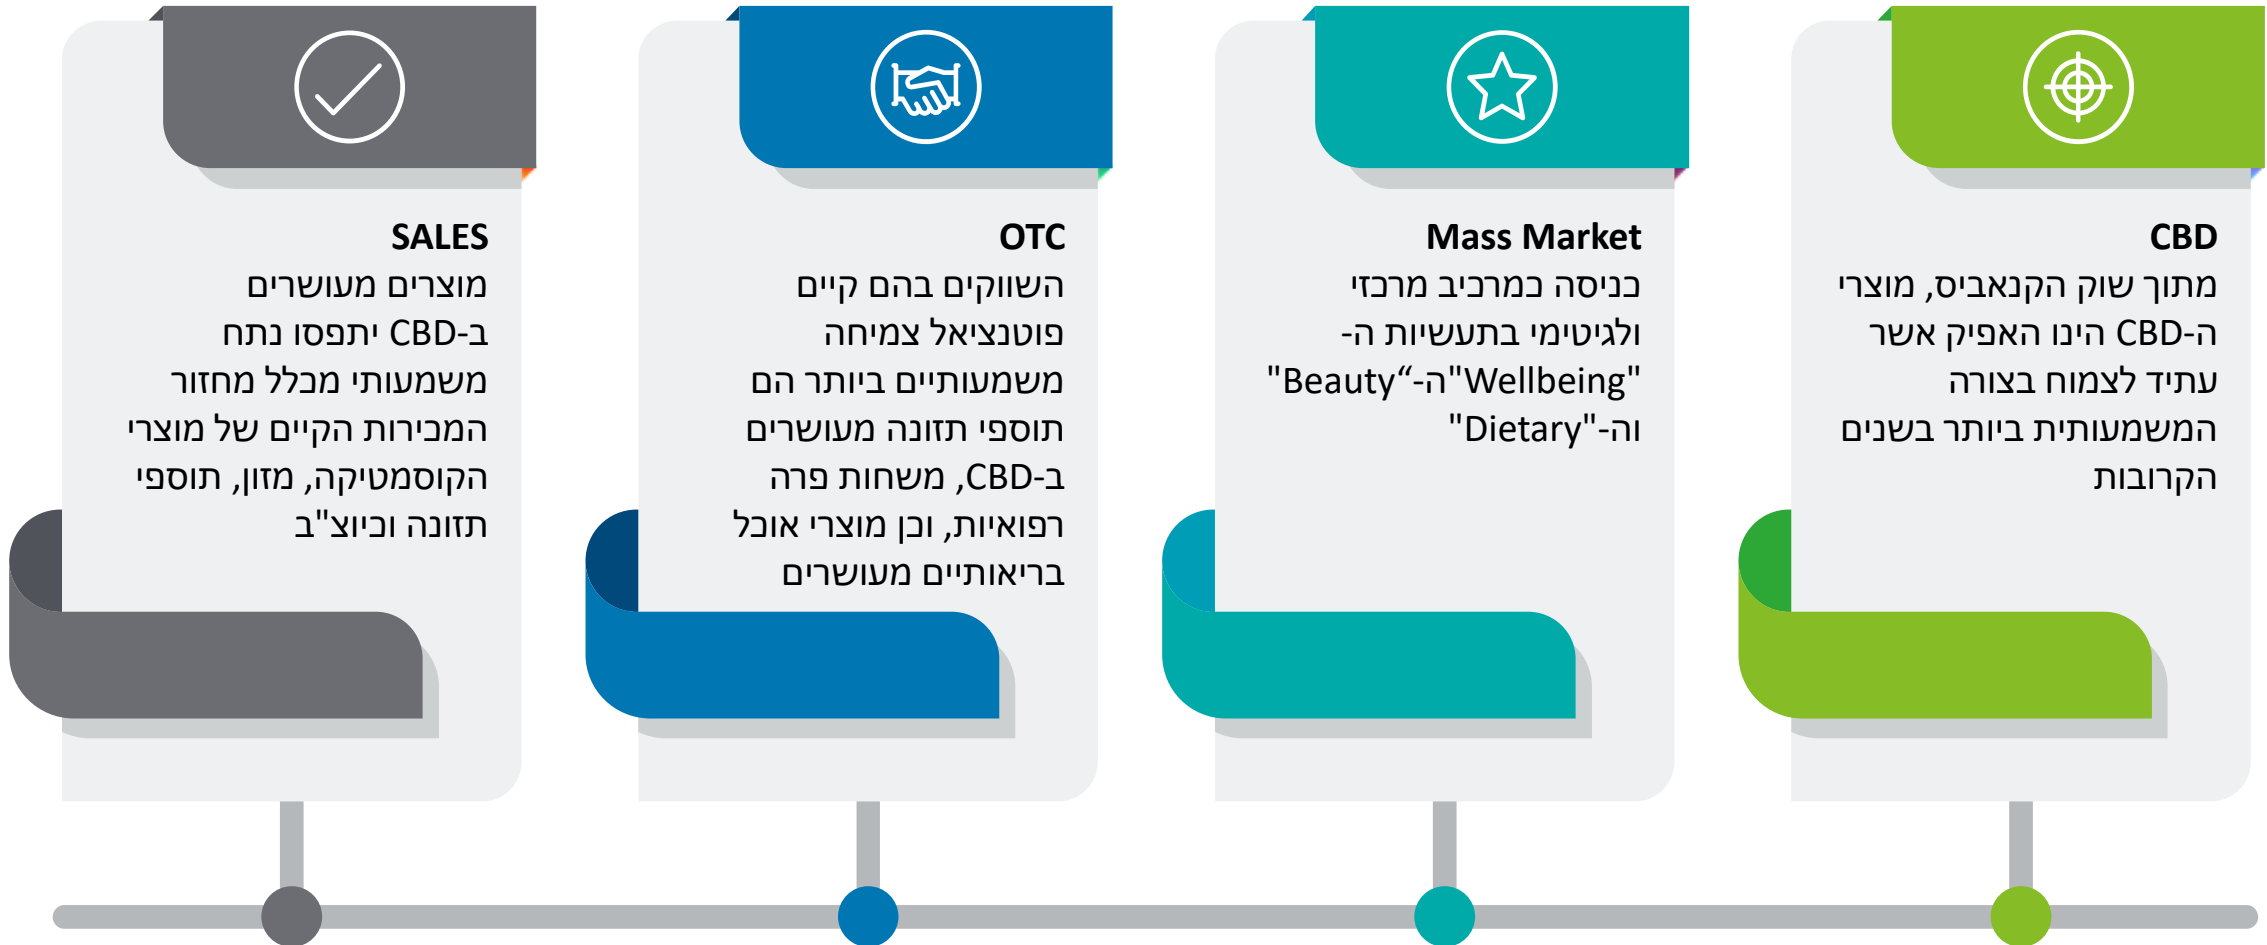 CBD
מתוך שוק הקנאביס, מוצרי
ה-CBD הינו האפיק אשר
עתיד לצמוח בצורה
המשמעותית ביותר בשנים
הקרובות
Mass Market
כניסה כמרכיב מרכזי
ולגיטימי בתעשיות ה-
"Wellbeing"ה-“Beauty"
וה-"Dietary"
OTC
השווקים בהם קיים
פוטנציאל צמיחה
משמעותיים ביותר הם
תוספי תזונה מעושרים
ב-CBD, משחות פרה
רפואיות, וכן מוצרי אוכל
בריאותיים מעושרים
SALES
מוצרים מעושרים
ב-CBD יתפסו נתח
משמעותי מכלל מחזור
המכירות הקיים של מוצרי
הקוסמטיקה, מזון, תוספי
תזונה וכיוצ"ב